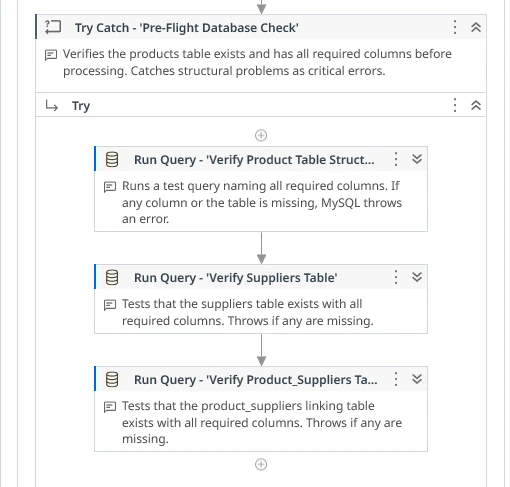 Try Catch - 'Pre-Flight Database Check'
Verifies the products table exists and has all required columns before
processing. Catches structural problems as critical errors.
Try
Run Query - 'Verify Product Table Struct...
Runs a test query naming all required columns. If
any column or the table is missing, MySQL throws
an error.
Run Query - 'Verify Suppliers Table'
Tests that the suppliers table exists with all
required columns. Throws if any are missing.
Run Query - 'Verify Product_Suppliers Ta...
Tests that the product_suppliers linking table
exists with all required columns. Throws if any are
missing.